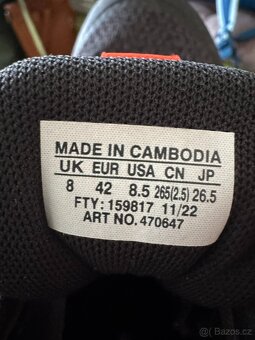 MADE IN CAMBODIA
UK EUR USA CN JP
8 42 8.5 265(2.5) 26.5
FTY: 159817 11/22
ART NO. 470647
Bazoš.cz